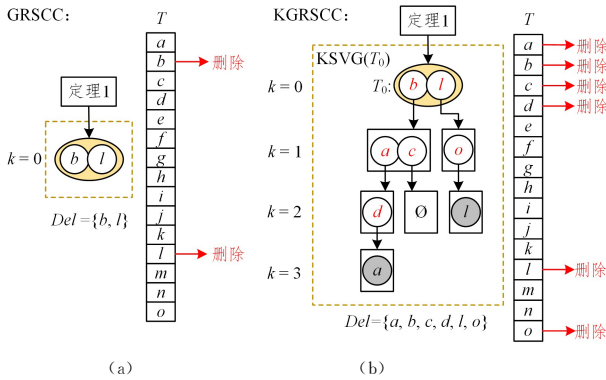 GRSCC:
T
a
b
删除
c
d
e
f
g
h
i
j
k
l
删除
m
n
o
定理1
k = 0
b
l
Del ={b, l}
(a)
KGRSCC:
定理1
KSVG(T₀)
k = 0
T₀:
b
l
k = 1
a
c
o
k = 2
d
Ø
l
k = 3
a
Del={a, b, c, d, l, o}
(b)
T
a
删除
b
删除
c
删除
d
删除
e
f
g
h
i
j
k
l
删除
m
n
o
删除